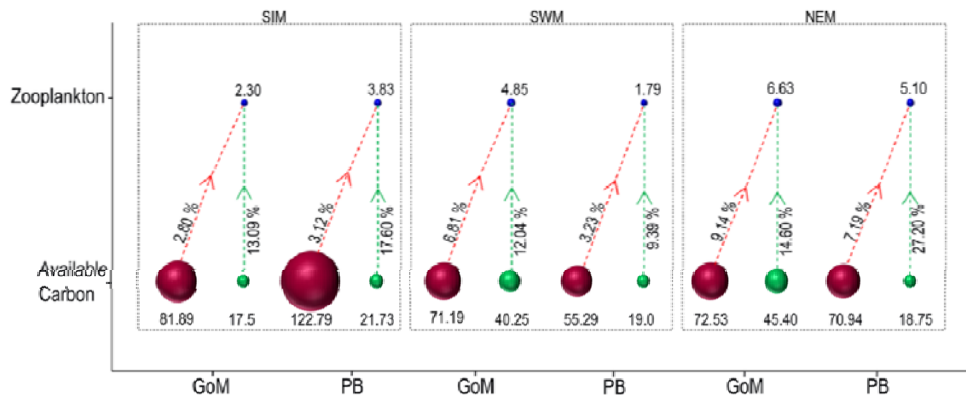 SIM SWM NEM
Zooplankton 2.30 3.83 4.85 1.79 6.63 5.10
2.80 % 13.09 % 3.12 % 17.60 % 6.81 % 12.04 % 3.23 % 9.39 % 9.14 % 14.60 % 7.19 % 27.20 %
Available
Carbon
81.69 17.5 122.79 21.73 71.19 40.25 55.29 19.0 72.53 45.40 70.94 18.75
GoM PB GoM PB GoM PB